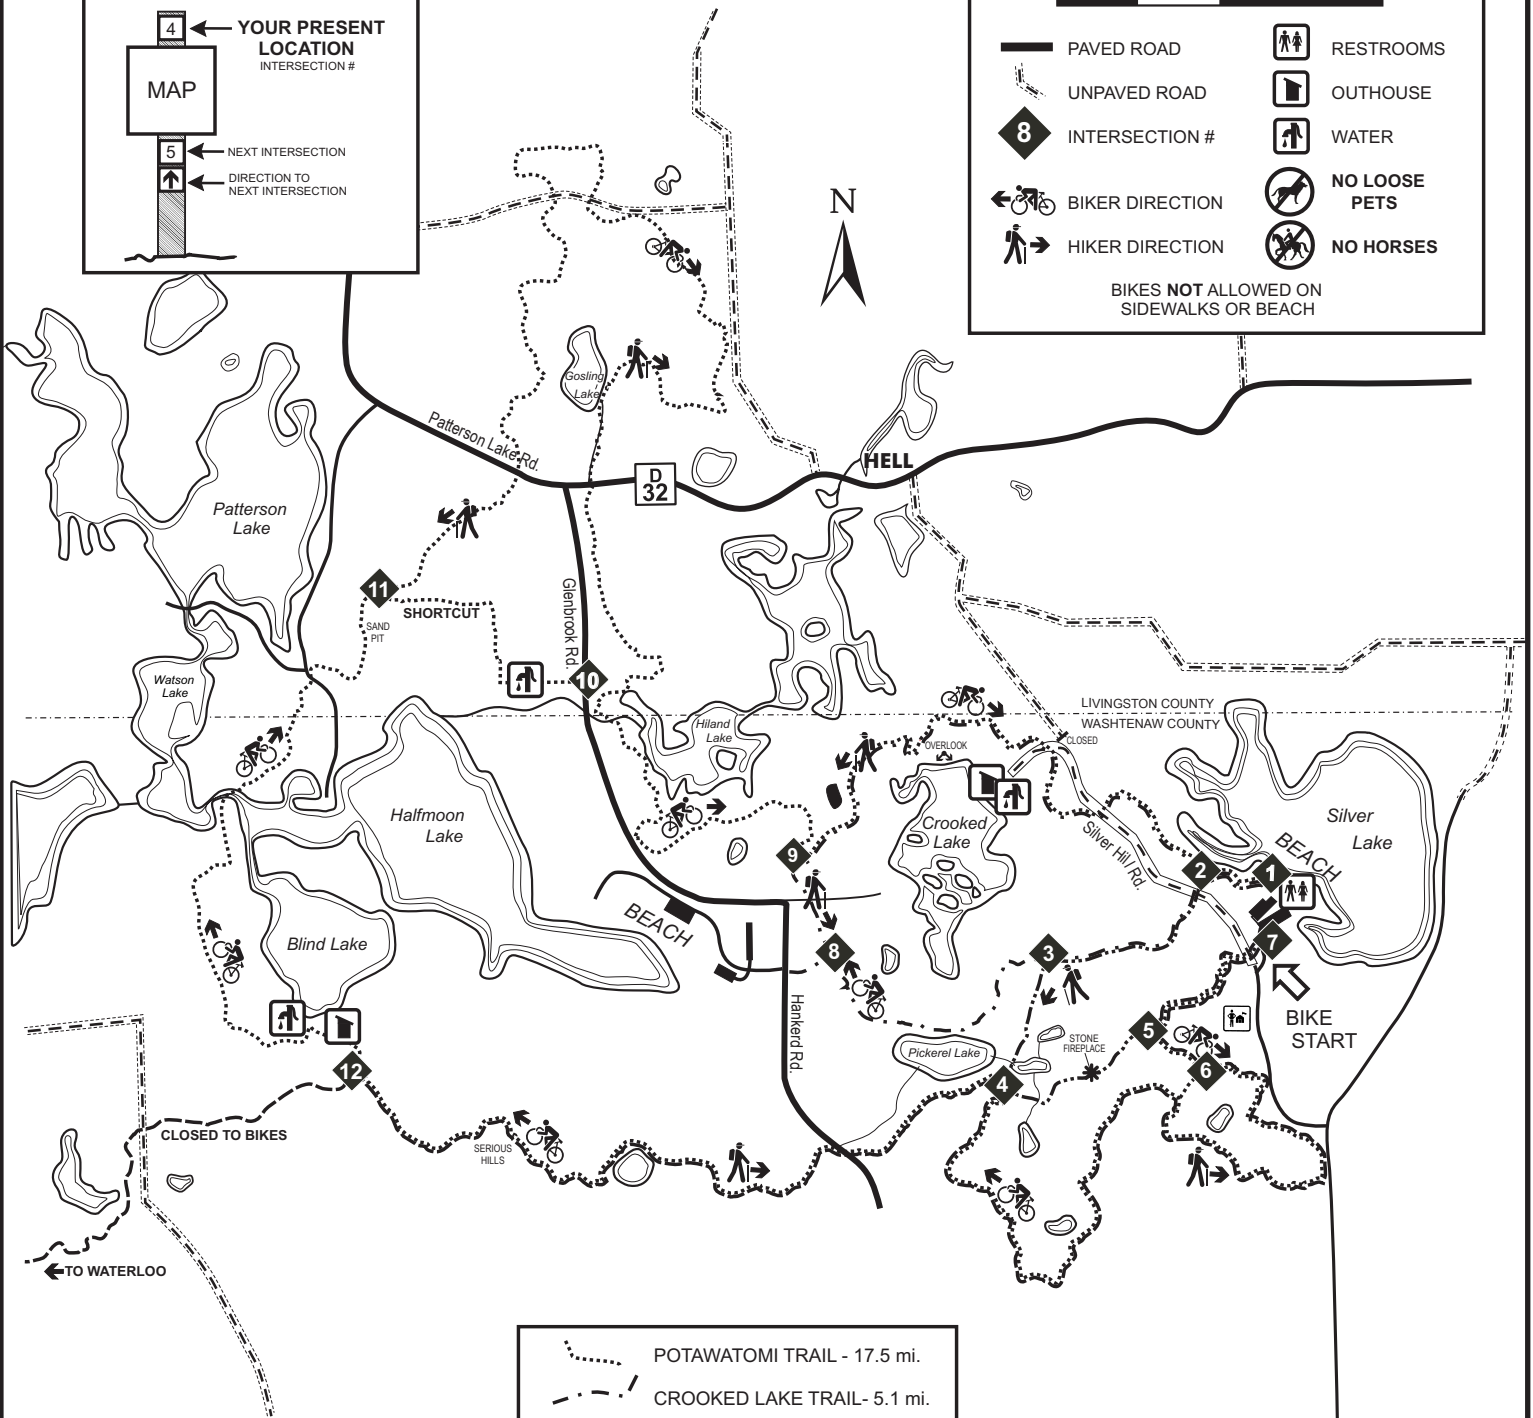 4
YOUR PRESENT
LOCATION
INTERSECTION #
MAP
5
NEXT INTERSECTION
DIRECTION TO
NEXT INTERSECTION
PAVED ROAD
UNPAVED ROAD
8
INTERSECTION #
BIKER DIRECTION
HIKER DIRECTION
RESTROOMS
OUTHOUSE
WATER
NO LOOSE
PETS
NO HORSES
BIKES NOT ALLOWED ON
SIDEWALKS OR BEACH
N
Gosling
Lake
Patterson Lake Rd.
D
32
HELL
Patterson
Lake
11
SHORTCUT
SAND
PIT
Glenbrook Rd.
10
Watson
Lake
Hiland
Lake
LIVINGSTON COUNTY
WASHTENAW COUNTY
CLOSED
OVERLOOK
Halfmoon
Lake
Crooked
Lake
Silver Hill Rd.
Silver
Lake
BEACH
9
2
1
BEACH
Blind Lake
8
3
7
BIKE
START
Hankerd Rd.
5
STONE
FIREPLACE
Pickerel Lake
6
12
4
CLOSED TO BIKES
SERIOUS
HILLS
TO WATERLOO
POTAWATOMI TRAIL - 17.5 mi.
CROOKED LAKE TRAIL- 5.1 mi.